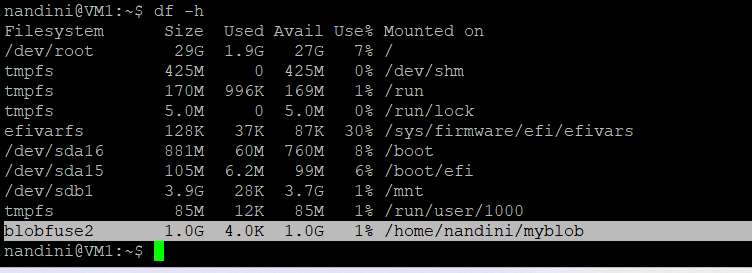 nandini@VM1:~$ df -h
Filesystem      Size  Used Avail Use% Mounted on
/dev/root        29G  1.9G   27G   7% /
tmpfs           425M     0  425M   0% /dev/shm
tmpfs           170M  996K  169M   1% /run
tmpfs           5.0M     0  5.0M   0% /run/lock
efivarfs        128K   37K   87K  30% /sys/firmware/efi/efivars
/dev/sda16      881M   60M  760M   8% /boot
/dev/sda15      105M  6.2M   99M   6% /boot/efi
/dev/sdb1       3.9G   28K  3.7G   1% /mnt
tmpfs            85M   12K   85M   1% /run/user/1000
blobfuse2       1.0G  4.0K  1.0G   1% /home/nandini/myblob
nandini@VM1:~$